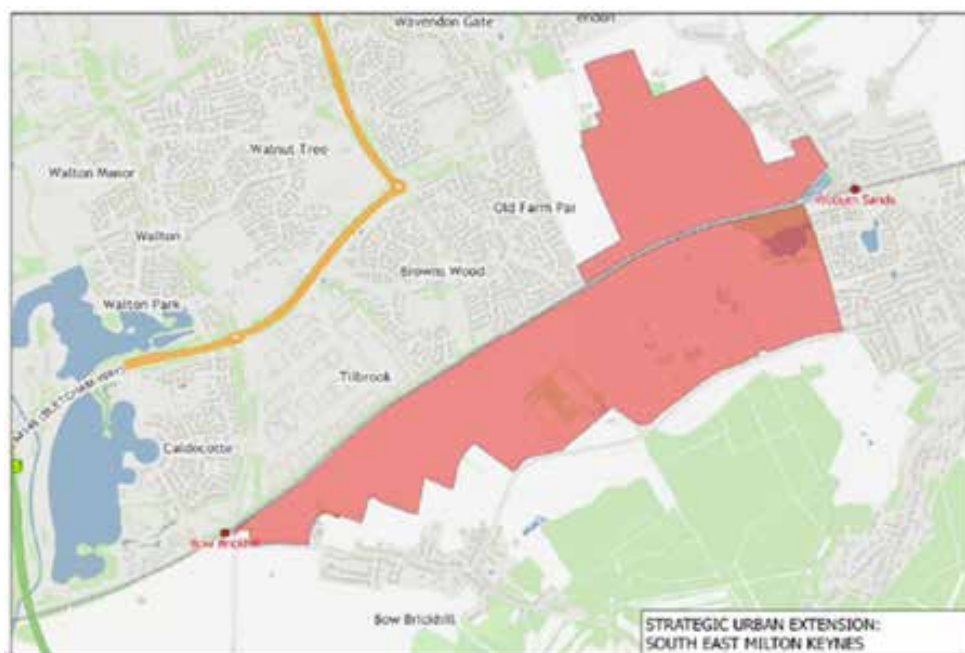 Wavendon Gate
endon
Walnut Tree
Walton Manor
Old Farm Par
Woburn Sands
Walton
Browns Wood
Walton Park
Tilbrook
Caldecotte
Bow Brickhill
Bow Brickhill
STRATEGIC URBAN EXTENSION:
SOUTH EAST MILTON KEYNES